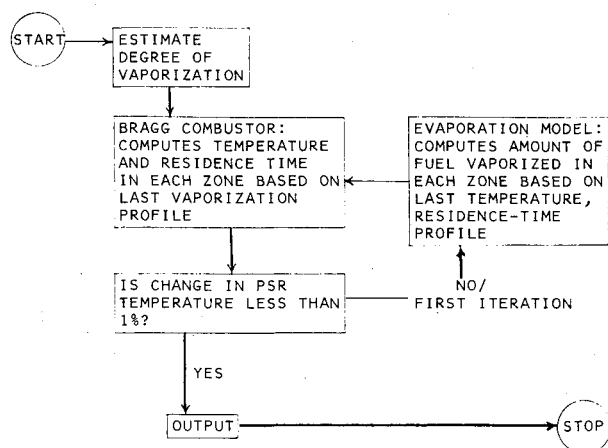 START
ESTIMATE
DEGREE OF
VAPORIZATION
BRAGG COMBUSTOR:
COMPUTES TEMPERATURE
AND RESIDENCE TIME
IN EACH ZONE BASED ON
LAST VAPORIZATION
PROFILE
EVAPORATION MODEL:
COMPUTES AMOUNT OF
FUEL VAPORIZED IN
EACH ZONE BASED ON
LAST TEMPERATURE,
RESIDENCE-TIME
PROFILE
IS CHANGE IN PSR
TEMPERATURE LESS THAN
1%?
NO/
FIRST ITERATION
YES
OUTPUT
STOP